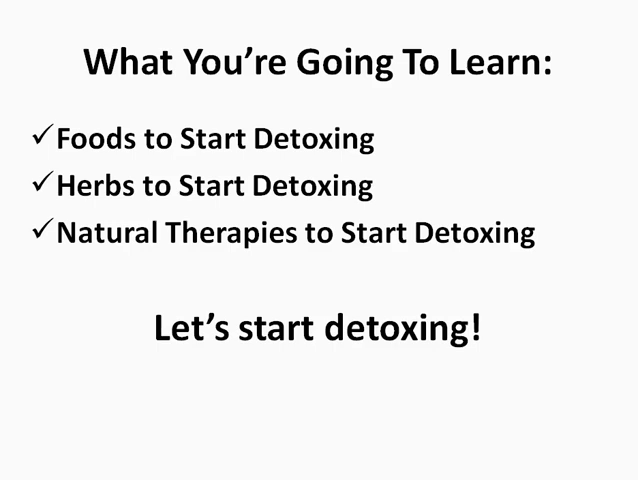 What You’re Going To Learn:
✓Foods to Start Detoxing
✓Herbs to Start Detoxing
✓Natural Therapies to Start Detoxing
Let’s start detoxing!